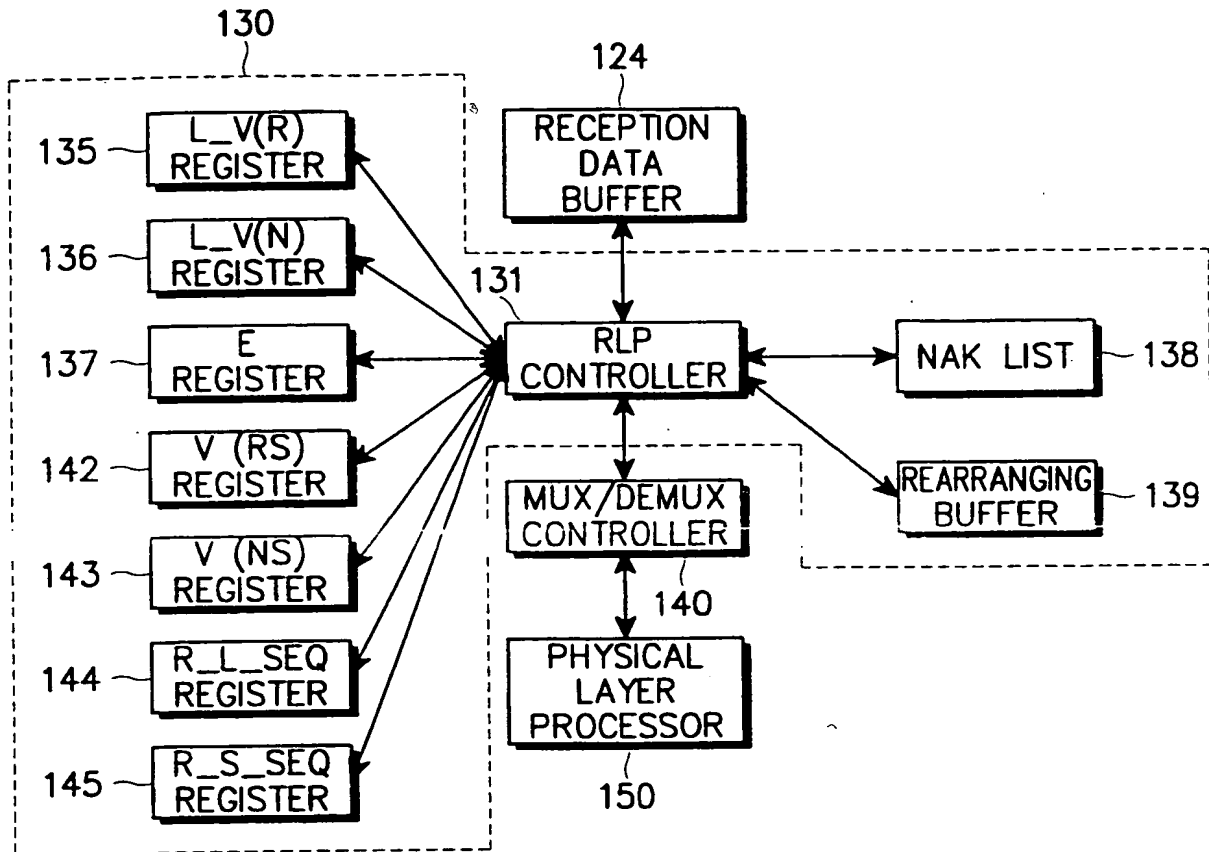 130
124
135
L_V(R)
REGISTER
RECEPTION
DATA
BUFFER
136
L_V(N)
REGISTER
131
137
E
REGISTER
RLP
CONTROLLER
NAK LIST
138
142
V (RS)
REGISTER
MUX/DEMUX
CONTROLLER
REARRANGING
BUFFER
139
143
V (NS)
REGISTER
140
144
R_L_SEQ
REGISTER
PHYSICAL
LAYER
PROCESSOR
145
R_S_SEQ
REGISTER
150